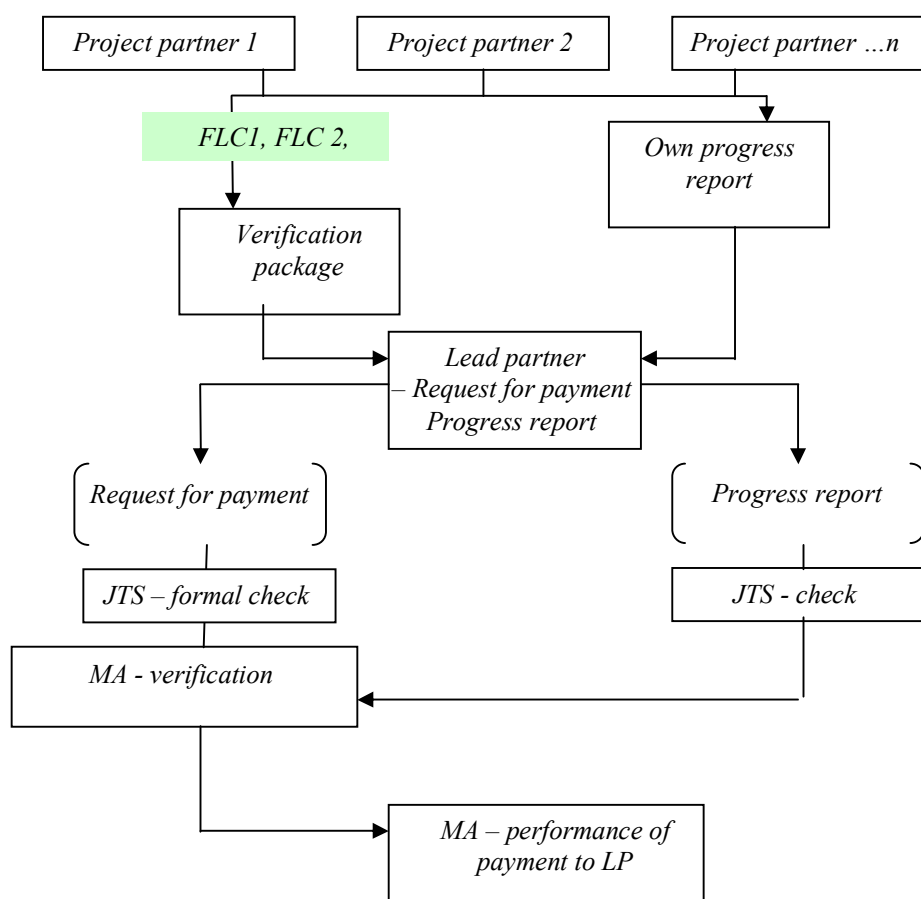 Project partner 1
Project partner 2
Project partner …n
FLC1, FLC 2,
Own progress
report
Verification
package
Lead partner
– Request for payment
Progress report
Request for payment
Progress report
JTS – formal check
JTS - check
MA - verification
MA – performance of
payment to LP